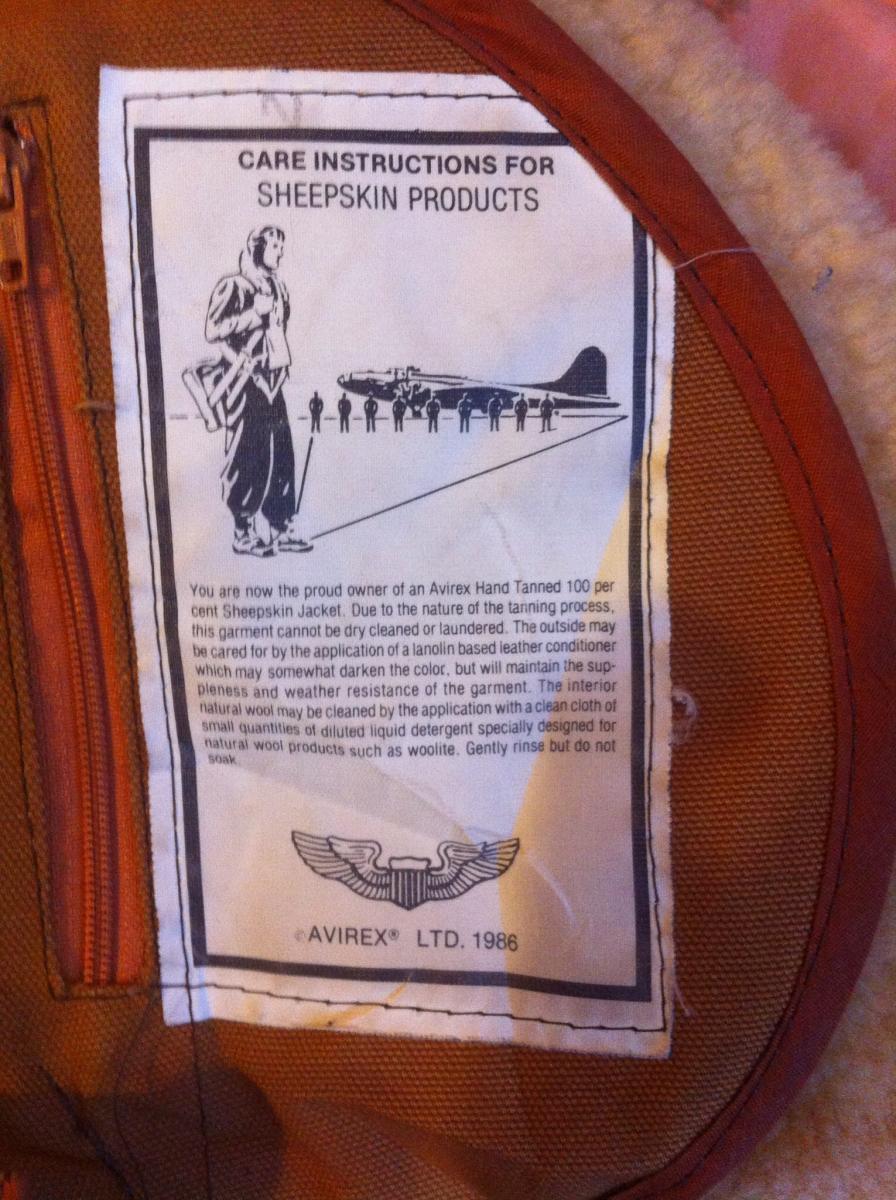 CARE INSTRUCTIONS FOR
SHEEPSKIN PRODUCTS
You are now the proud owner of an Avirex Hand Tanned 100 per
cent Sheepskin Jacket. Due to the nature of the tanning process,
this garment cannot be dry cleaned or laundered. The outside may
be cared for by the application of a lanolin based leather conditioner
which may somewhat darken the color, but will maintain the sup-
pleness and weather resistance of the garment. The interior
natural wool may be cleaned by the application with a clean cloth of
small quantities of diluted liquid detergent specially designed for
natural wool products such as woolite. Gently rinse but do not
soak.
©AVIREX® LTD. 1986